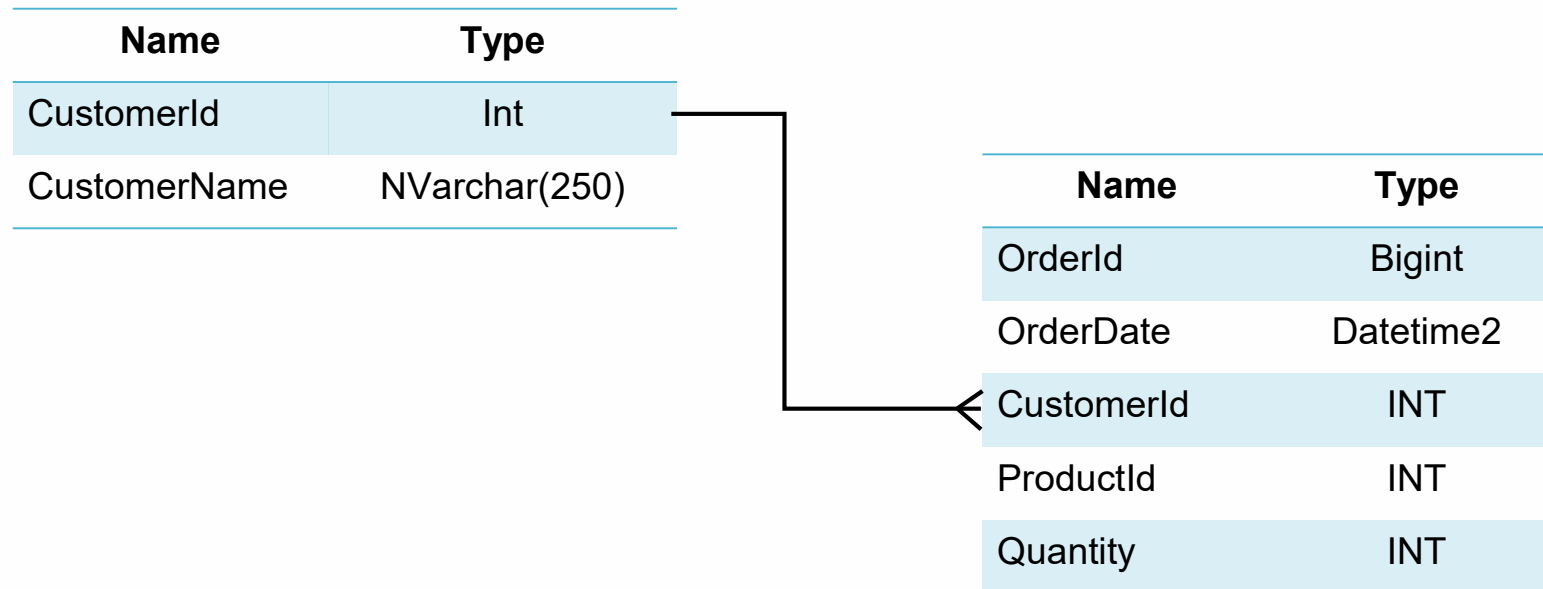 Name Type
CustomerId Int
CustomerName NVarchar(250)
Name Type
OrderId Bigint
OrderDate Datetime2
CustomerId INT
ProductId INT
Quantity INT